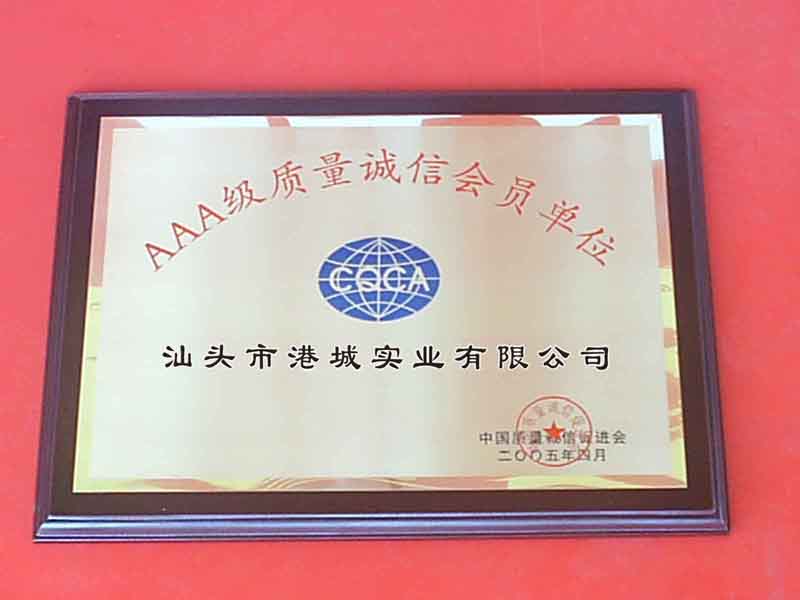 AAA级质量诚信会员单位
CQCA
汕头市港城实业有限公司
中国质量诚信促进会
二〇〇五年四月